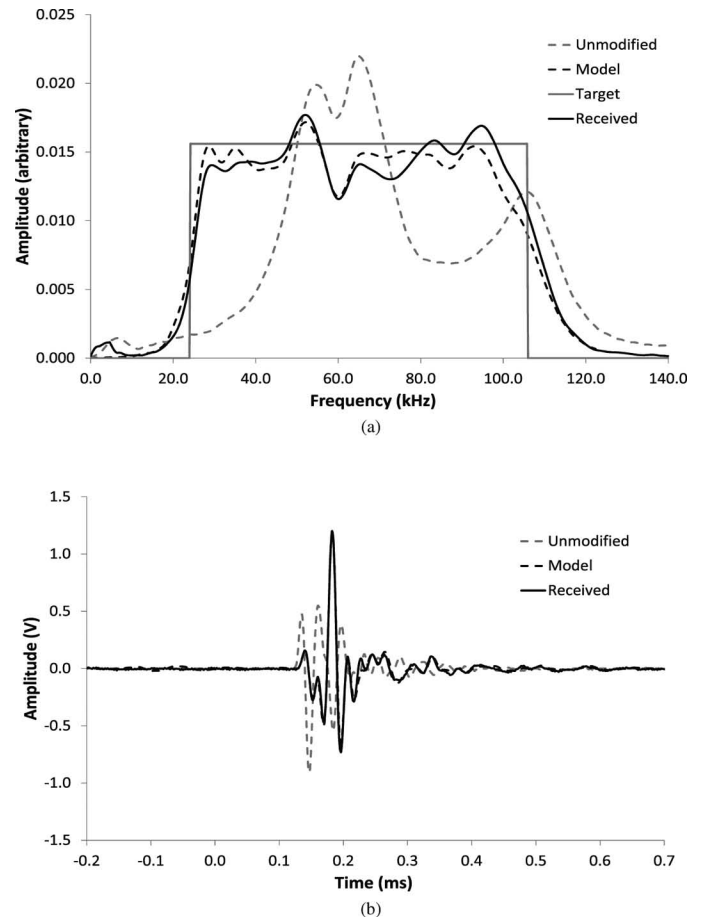 0.025
0.020
0.015
0.010
0.005
0.000
Amplitude (arbitrary)
Unmodified
Model
Target
Received
0.0 20.0 40.0 60.0 80.0 100.0 120.0 140.0
Frequency (kHz)
(a)
1.5
1.0
0.5
0.0
-0.5
-1.0
-1.5
Amplitude (V)
Unmodified
Model
Received
-0.2 -0.1 0.0 0.1 0.2 0.3 0.4 0.5 0.6 0.7
Time (ms)
(b)